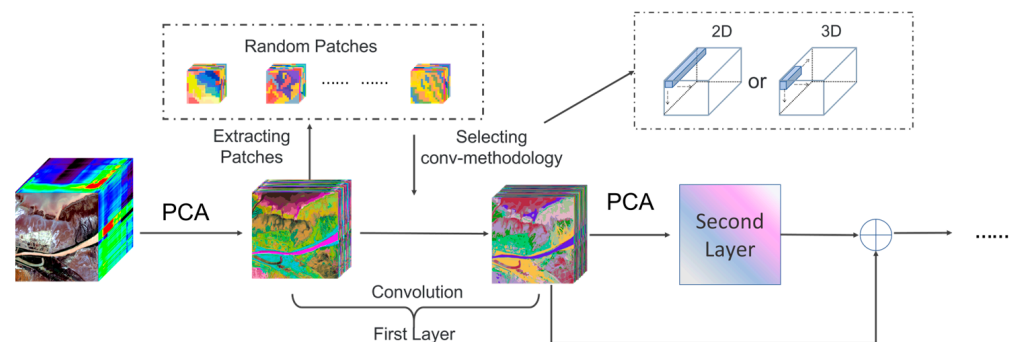 Random Patches
...... ......
2D
3D
or
Extracting
Patches
Selecting
conv-methodology
PCA
PCA
Second
Layer
......
Convolution
First Layer